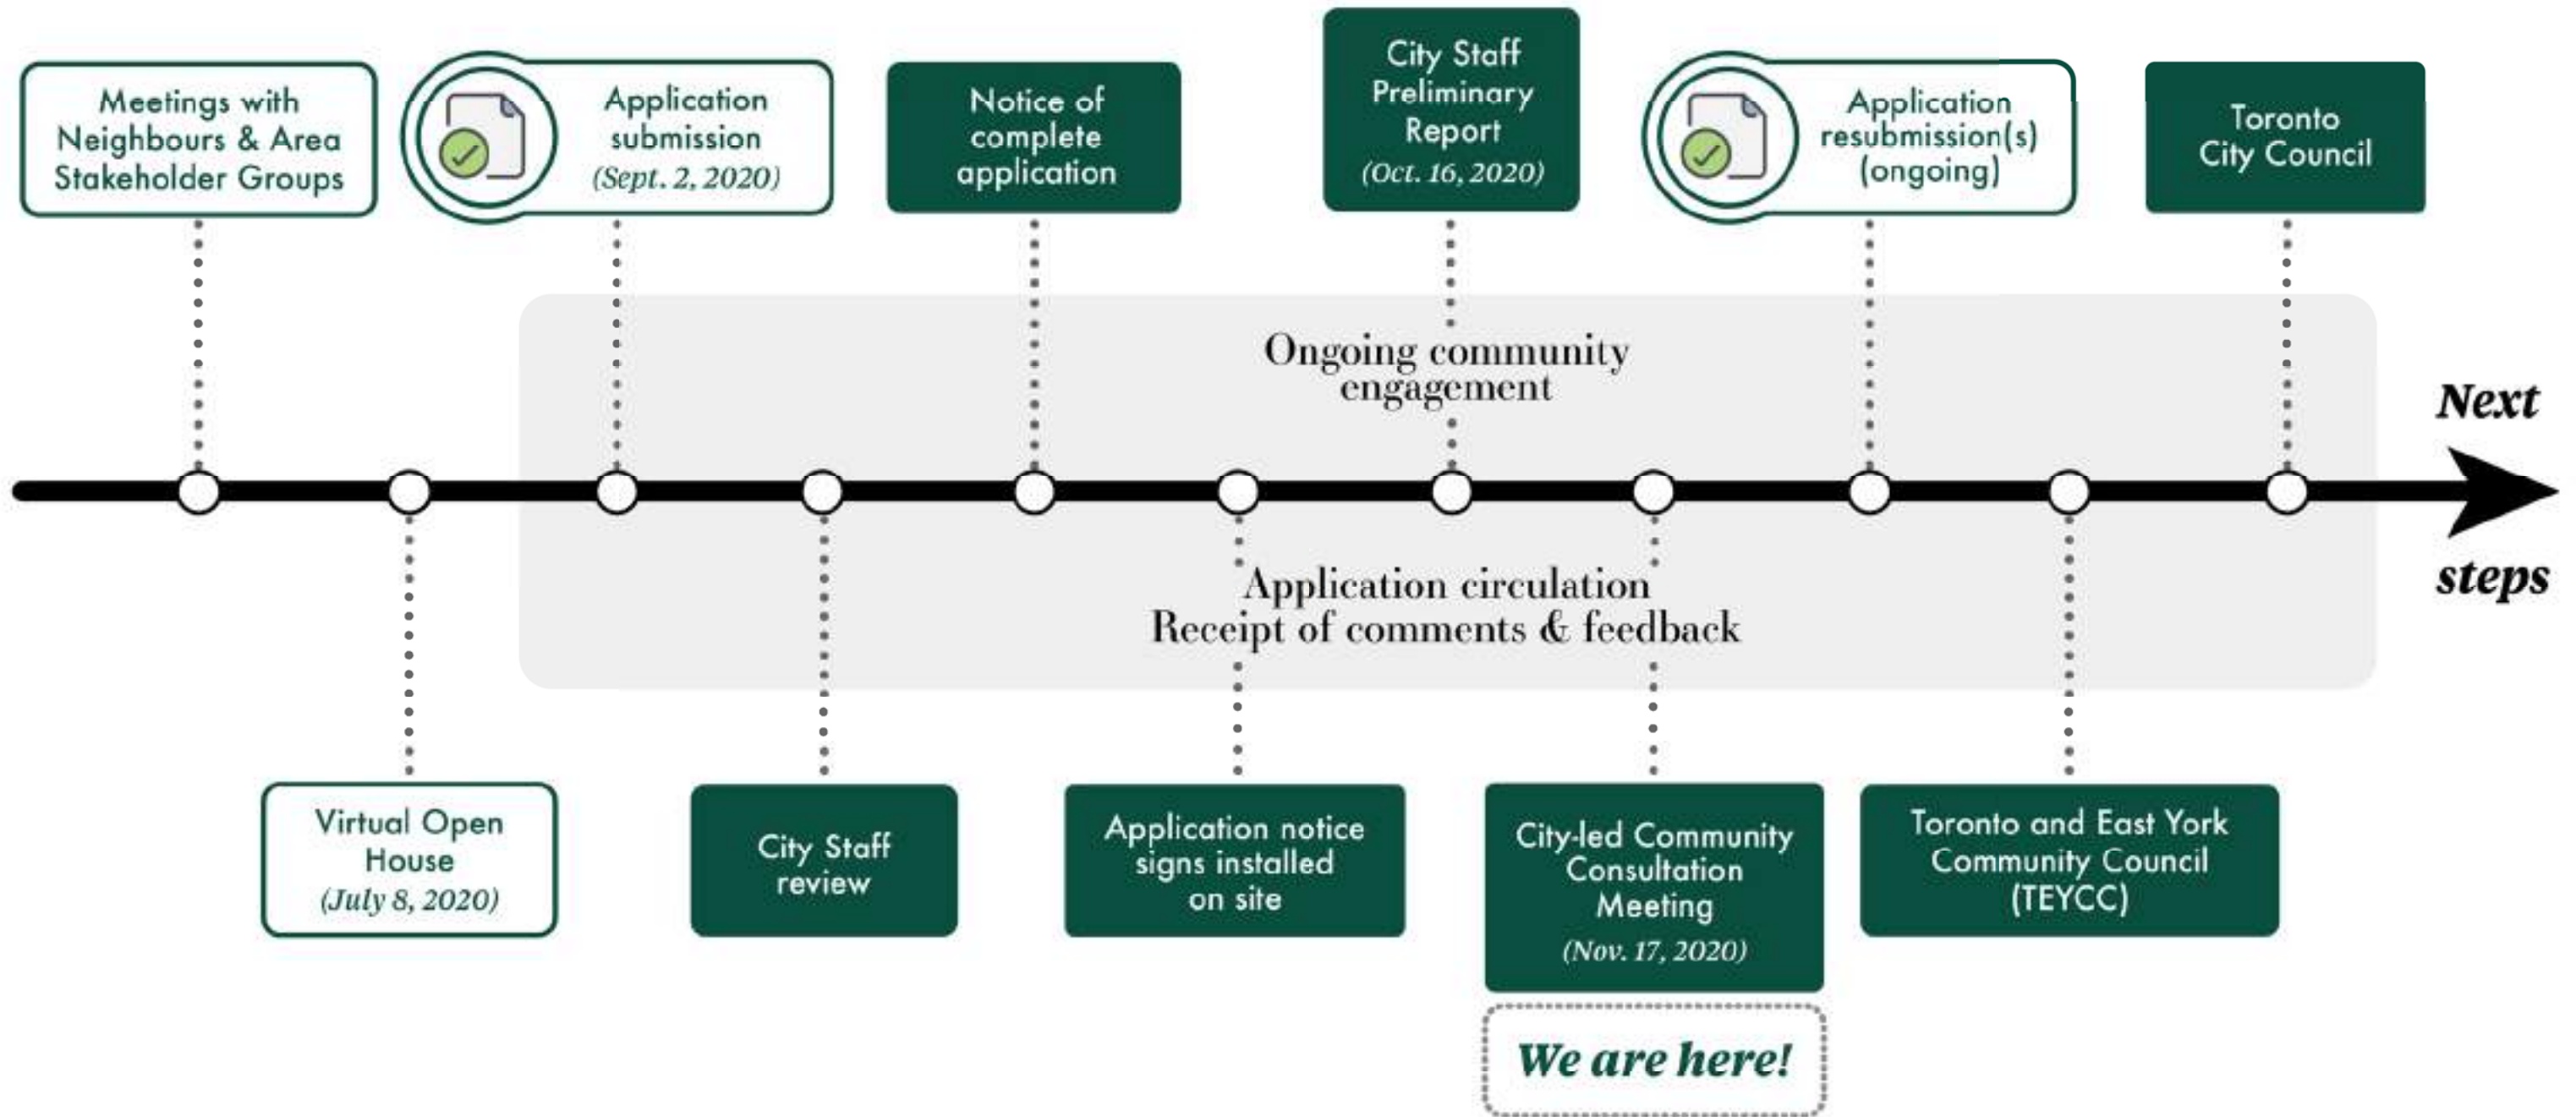 Meetings with
Neighbours & Area
Stakeholder Groups
Application
submission
(Sept. 2, 2020)
Notice of
complete
application
City Staff
Preliminary
Report
(Oct. 16, 2020)
Application
resubmission(s)
(ongoing)
Toronto
City Council
Ongoing community
engagement
Next
steps
Application circulation
Receipt of comments & feedback
Virtual Open
House
(July 8, 2020)
City Staff
review
Application notice
signs installed
on site
City-led Community
Consultation
Meeting
(Nov. 17, 2020)
Toronto and East York
Community Council
(TEYCC)
We are here!